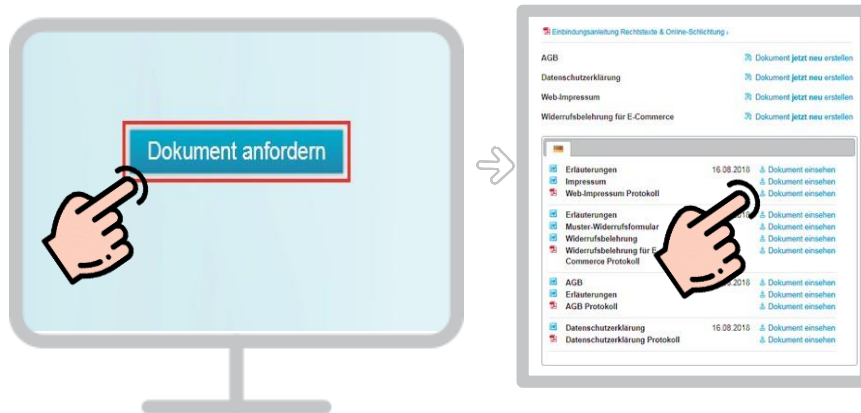 Dokument anfordern
Einbindungsanleitung Rechtstexte & Online-Schlichtung ›
AGB Dokument jetzt neu erstellen
Datenschutzerklärung Dokument jetzt neu erstellen
Web-Impressum Dokument jetzt neu erstellen
Widerrufsbelehrung für E-Commerce Dokument jetzt neu erstellen
Erläuterungen 16.08.2018 Dokument einsehen
Impressum Dokument einsehen
Web-Impressum Protokoll Dokument einsehen
Erläuterungen Dokument einsehen
Muster-Widerrufsformular Dokument einsehen
Widerrufsbelehrung Dokument einsehen
Widerrufsbelehrung für E- Dokument einsehen
Commerce Protokoll
AGB Dokument einsehen
Erläuterungen Dokument einsehen
AGB Protokoll Dokument einsehen
Datenschutzerklärung 16.08.2018 Dokument einsehen
Datenschutzerklärung Protokoll Dokument einsehen